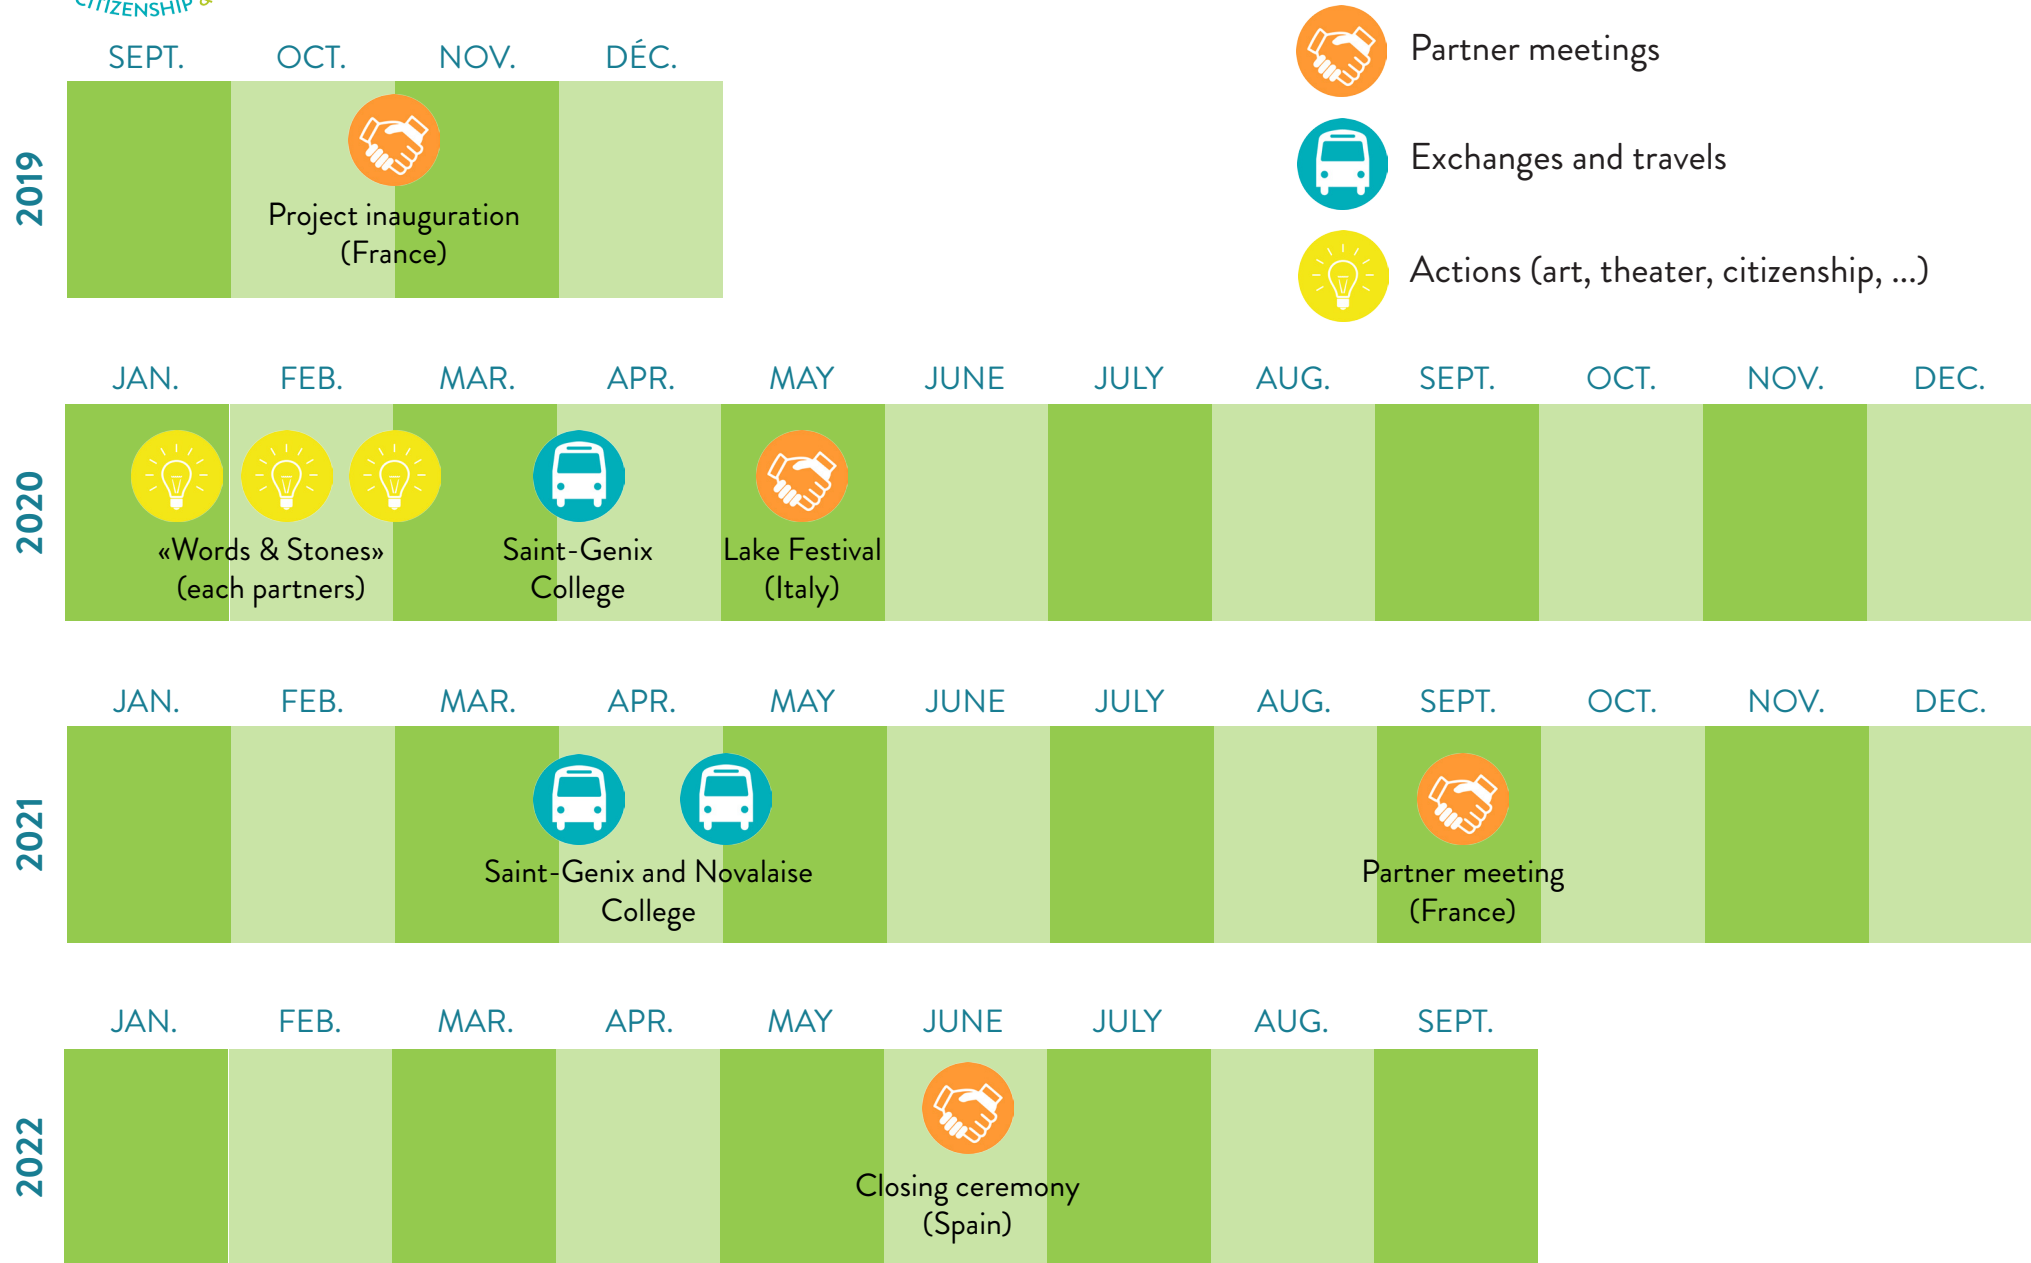 CITIZENSHIP &
Partner meetings
Exchanges and travels
Actions (art, theater, citizenship, ...)
SEPT. OCT. NOV. DÉC.
2019
Project inauguration
(France)
JAN. FEB. MAR. APR. MAY JUNE JULY AUG. SEPT. OCT. NOV. DEC.
2020
«Words & Stones»
(each partners)
Saint-Genix
College
Lake Festival
(Italy)
JAN. FEB. MAR. APR. MAY JUNE JULY AUG. SEPT. OCT. NOV. DEC.
2021
Saint-Genix and Novalaise
College
Partner meeting
(France)
JAN. FEB. MAR. APR. MAY JUNE JULY AUG. SEPT.
2022
Closing ceremony
(Spain)